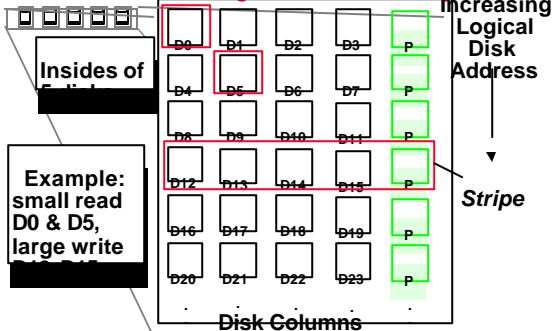 Increasing
Logical
Disk
Address
D0 D1 D2 D3 P
Insides of
D4 D5 D6 D7 P
D8 D9 D10 D11 P
D12 D13 D14 D15 P
Example:
small read
D0 & D5,
large write
Stripe
D16 D17 D18 D19 P
D20 D21 D22 D23 P
. . . . .
Disk Columns